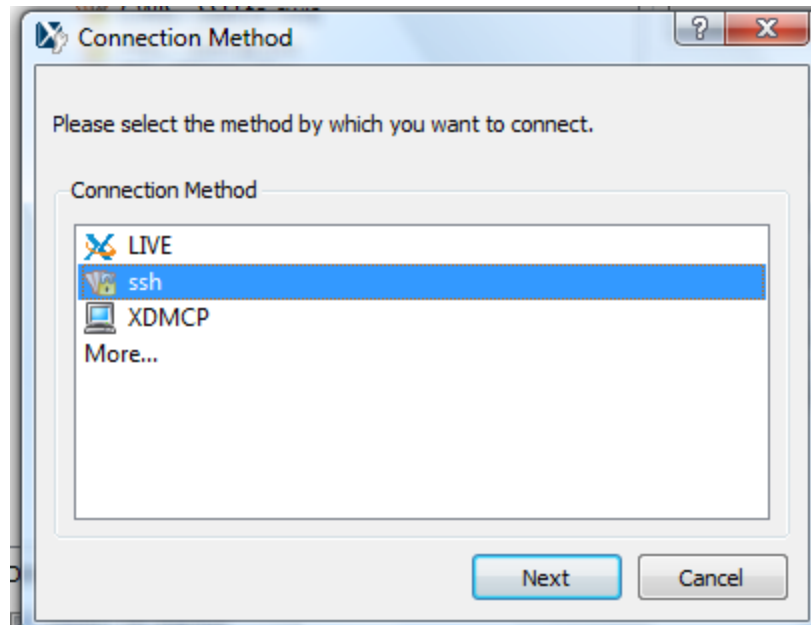 Connection Method
Please select the method by which you want to connect.
Connection Method
LIVE
ssh
XDMCP
More...
Next
Cancel